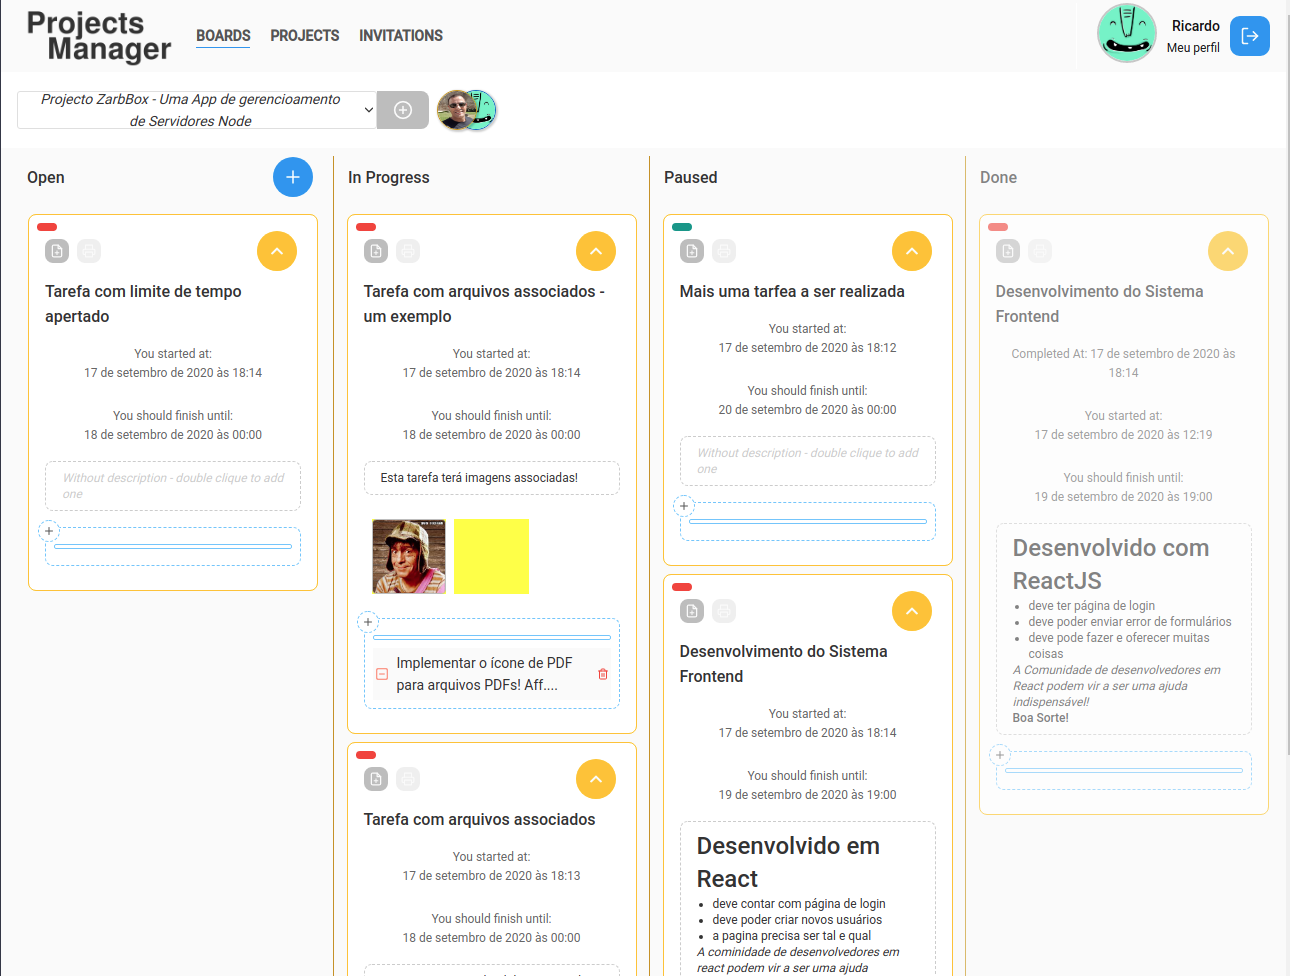 Projects
Manager
BOARDS
PROJECTS
INVITATIONS
Ricardo
Meu perfil
Projecto ZarbBox - Uma App de gerencioamento
de Servidores Node
Open
Tarefa com limite de tempo
apertado
You started at:
17 de setembro de 2020 às 18:14
You should finish until:
18 de setembro de 2020 às 00:00
Without description - double clique to add
one
In Progress
Tarefa com arquivos associados -
um exemplo
You started at:
17 de setembro de 2020 às 18:14
You should finish until:
18 de setembro de 2020 às 00:00
Esta tarefa terá imagens associadas!
Implementar o ícone de PDF
para arquivos PDFs! Aff....
Tarefa com arquivos associados
You started at:
17 de setembro de 2020 às 18:13
You should finish until:
18 de setembro de 2020 às 00:00
Paused
Mais uma tarfea a ser realizada
You started at:
17 de setembro de 2020 às 18:12
You should finish until:
20 de setembro de 2020 às 00:00
Without description - double clique to add
one
Desenvolvimento do Sistema
Frontend
You started at:
17 de setembro de 2020 às 18:14
You should finish until:
19 de setembro de 2020 às 19:00
Desenvolvido em
React
deve contar com página de login
deve poder criar novos usuários
a pagina precisa ser tal e qual
A cominidade de desenvolvedores em
react podem vir a ser uma ajuda
Done
Desenvolvimento do Sistema
Frontend
Completed At: 17 de setembro de 2020 às
18:14
You started at:
17 de setembro de 2020 às 12:19
You should finish until:
19 de setembro de 2020 às 19:00
Desenvolvido com
ReactJS
deve ter página de login
deve poder enviar error de formulários
deve pode fazer e oferecer muitas
coisas
A Comunidade de desenvolvedores em
React podem vir a ser uma ajuda
indispensável!
Boa Sorte!